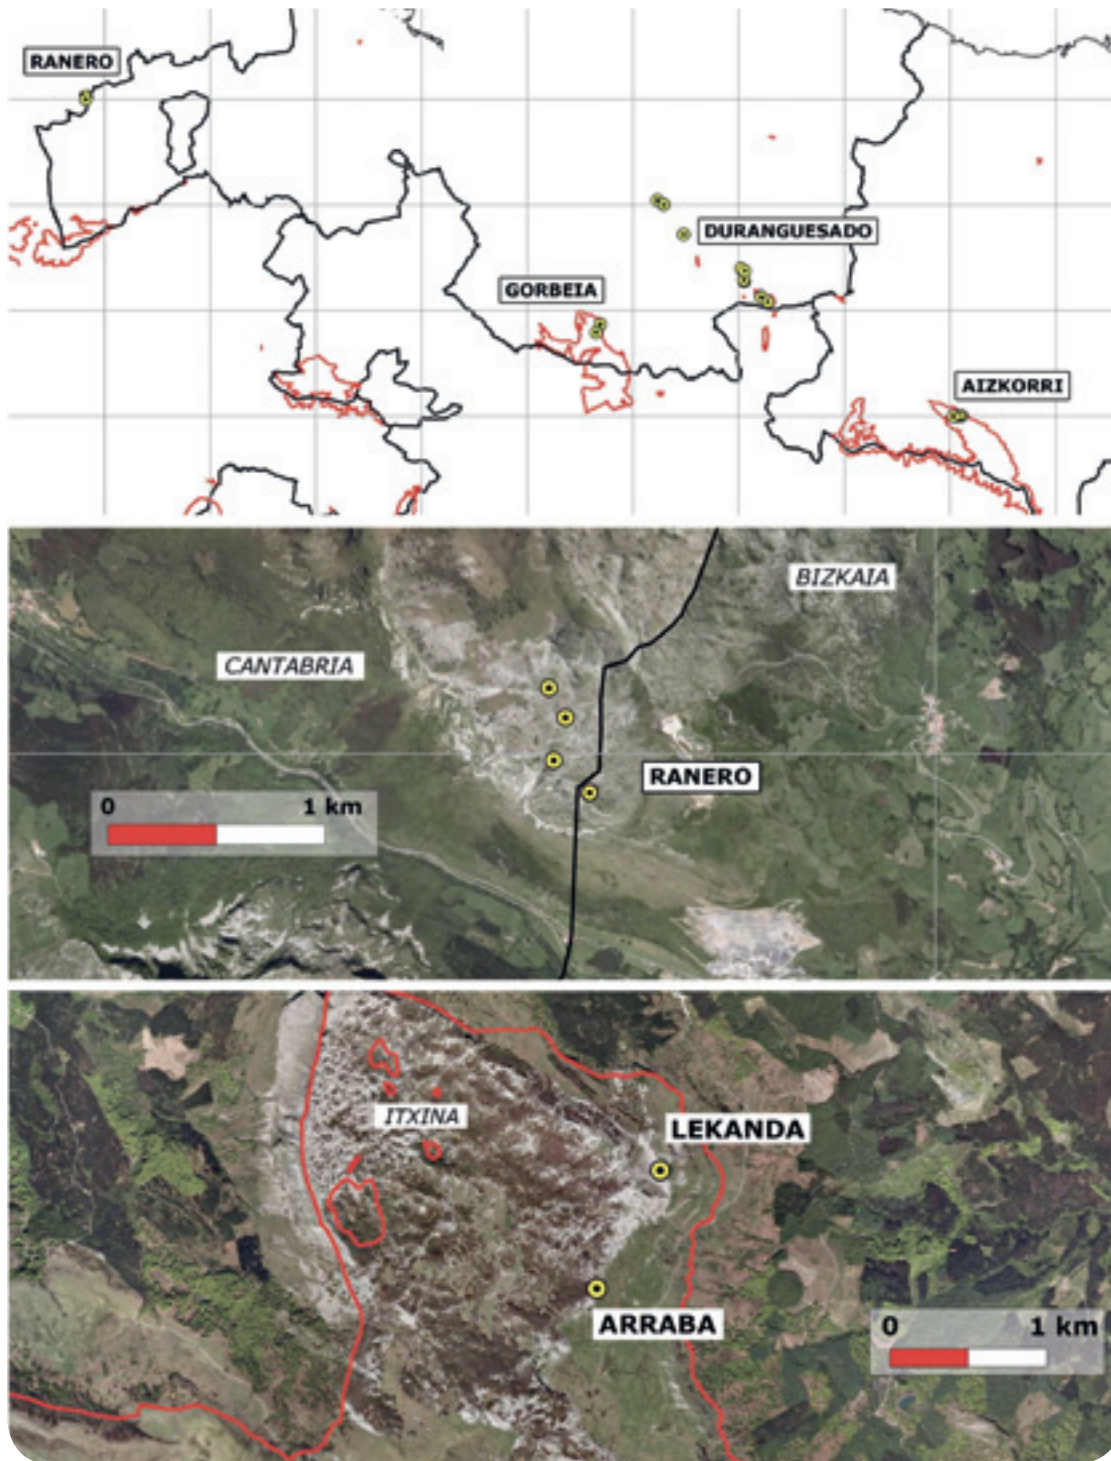 RANERO
DURANGUESADO
GORBEIA
AIZKORRI
BIZKAIA
CANTABRIA
RANERO
0 1 km
LEKANDA
ITXINA
ARRABA
0 1 km